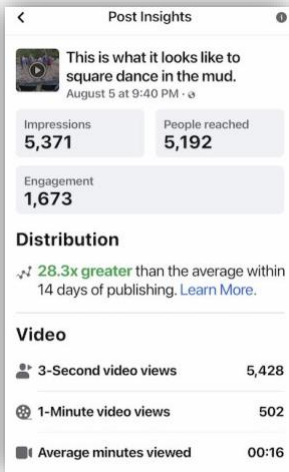 Post Insights
This is what it looks like to
square dance in the mud.
August 5 at 9:40 PM ·
Impressions
5,371
People reached
5,192
Engagement
1,673
Distribution
28.3x greater than the average within
14 days of publishing. Learn More.
Video
3-Second video views 5,428
1-Minute video views 502
Average minutes viewed 00:16